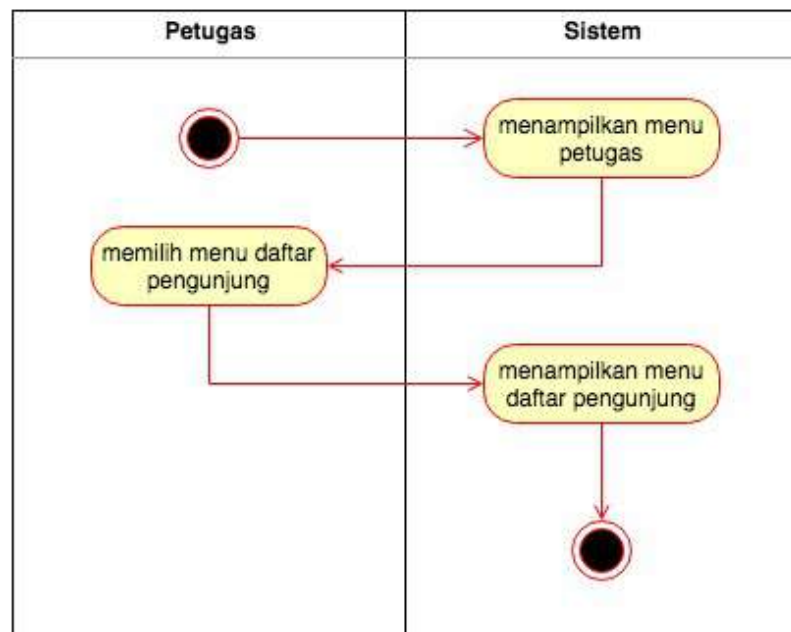 Petugas
Sistem
menampilkan menu
petugas
memilih menu daftar
pengunjung
menampilkan menu
daftar pengunjung